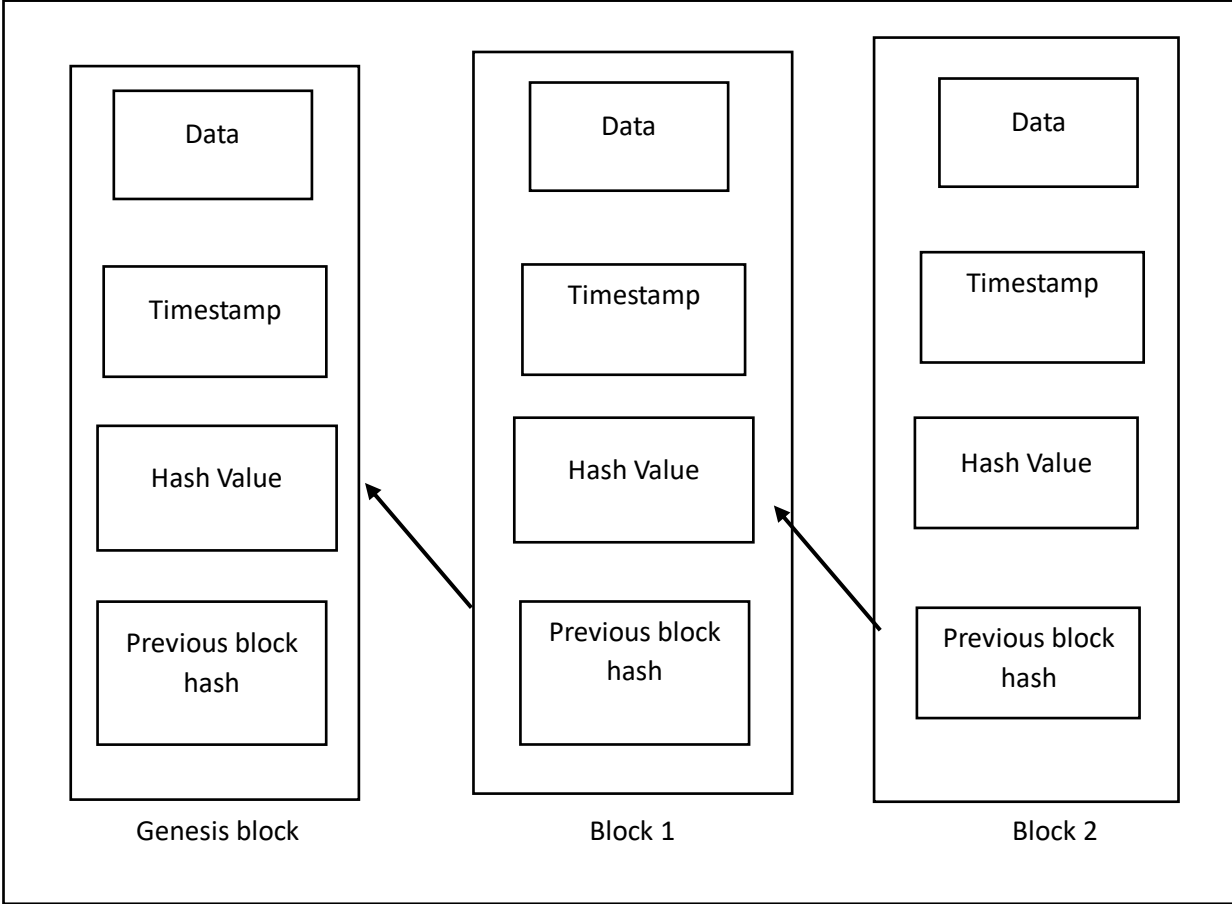 Data
Timestamp
Hash Value
Previous block
hash
Genesis block
Data
Timestamp
Hash Value
Previous block
hash
Block 1
Data
Timestamp
Hash Value
Previous block
hash
Block 2